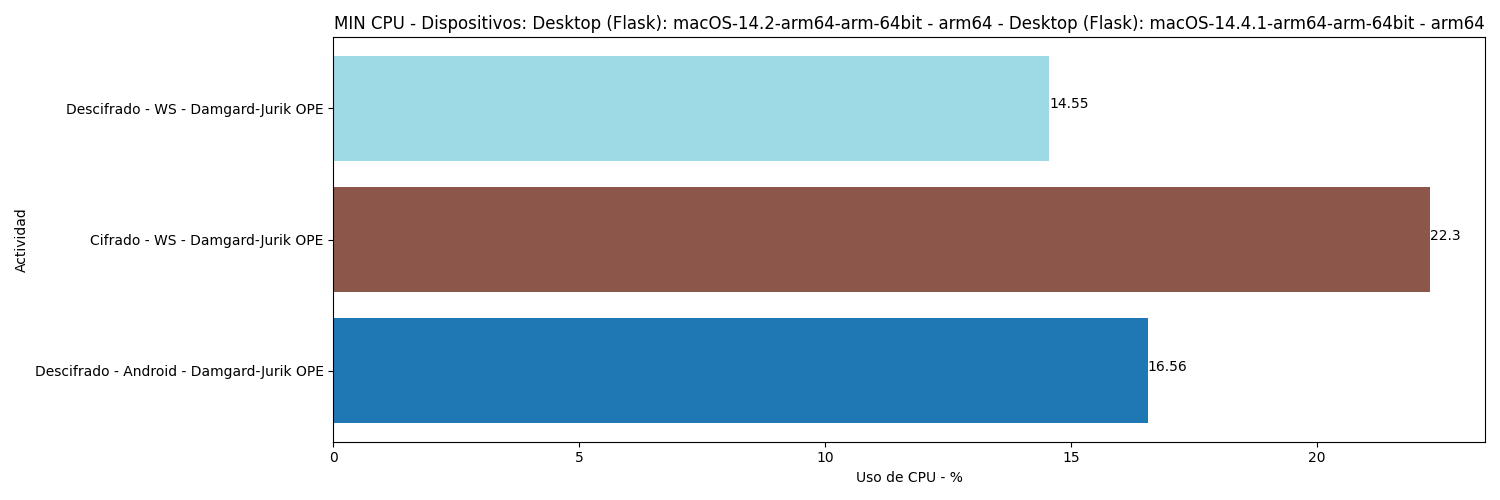 MIN CPU - Dispositivos: Desktop (Flask): macOS-14.2-arm64-arm-64bit - arm64 - Desktop (Flask): macOS-14.4.1-arm64-arm-64bit - arm64
Descifrado - WS - Damgard-Jurik OPE
14.55
Cifrado - WS - Damgard-Jurik OPE
22.3
Descifrado - Android - Damgard-Jurik OPE
16.56
Actividad
0
5
10
15
20
Uso de CPU - %